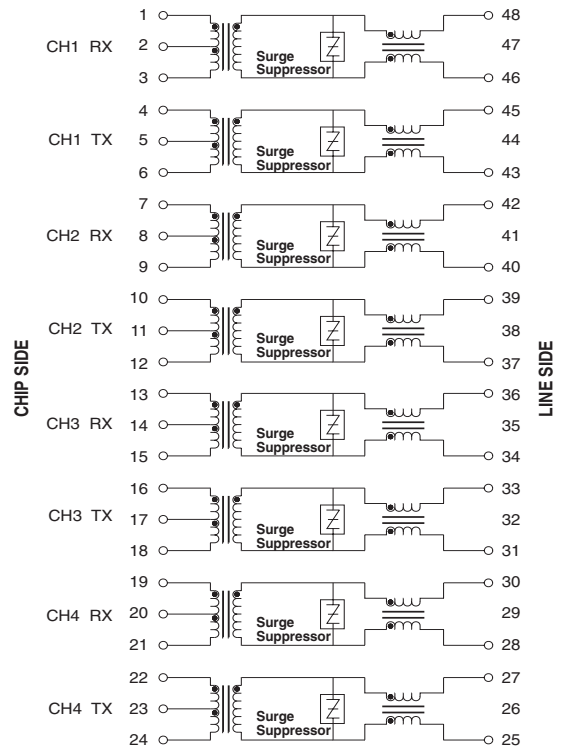 1 48
CH1 RX 2 47
Surge
Suppressor
3 46
4 45
CH1 TX 5 44
Surge
Suppressor
6 43
7 42
CH2 RX 8 41
Surge
Suppressor
9 40
10 39
CH2 TX 11 38
Surge
Suppressor
12 37
CHIP SIDE
LINE SIDE
13 36
CH3 RX 14 35
Surge
Suppressor
15 34
16 33
CH3 TX 17 32
Surge
Suppressor
18 31
19 30
CH4 RX 20 29
Surge
Suppressor
21 28
22 27
CH4 TX 23 26
Surge
Suppressor
24 25